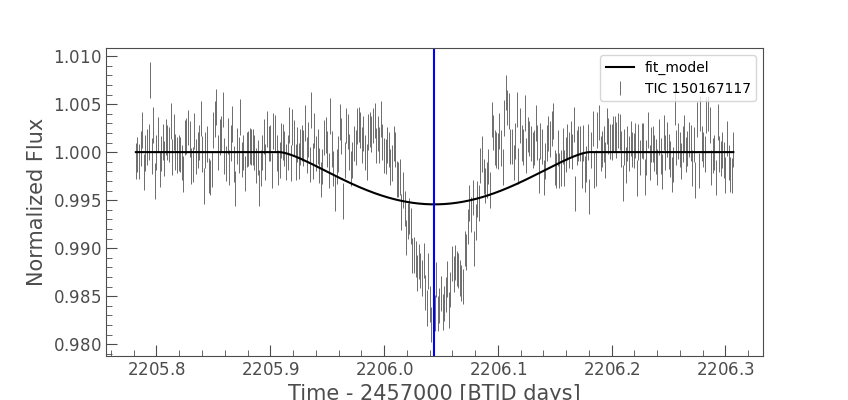 1.010
1.005
1.000
0.995
0.990
0.985
0.980
Normalized Flux
fit_model
TIC 150167117
2205.8 2205.9 2206.0 2206.1 2206.2 2206.3
Time - 2457000 [BTJD days]